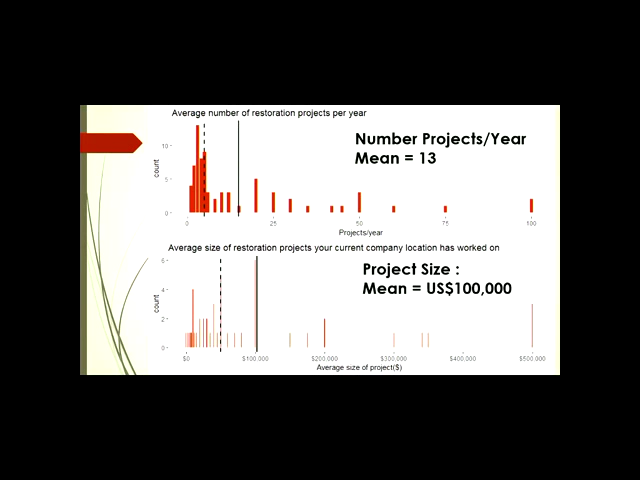 Average number of restoration projects per year
Number Projects/Year
Mean = 13
10
5
0
count
0 25 50 75 100
Projects/year
Average size of restoration projects your current company location has worked on
Project Size :
Mean = US$100,000
6
4
2
0
count
$0 $100,000 $200,000 $300,000 $400,000 $500,000
Average size of project($)